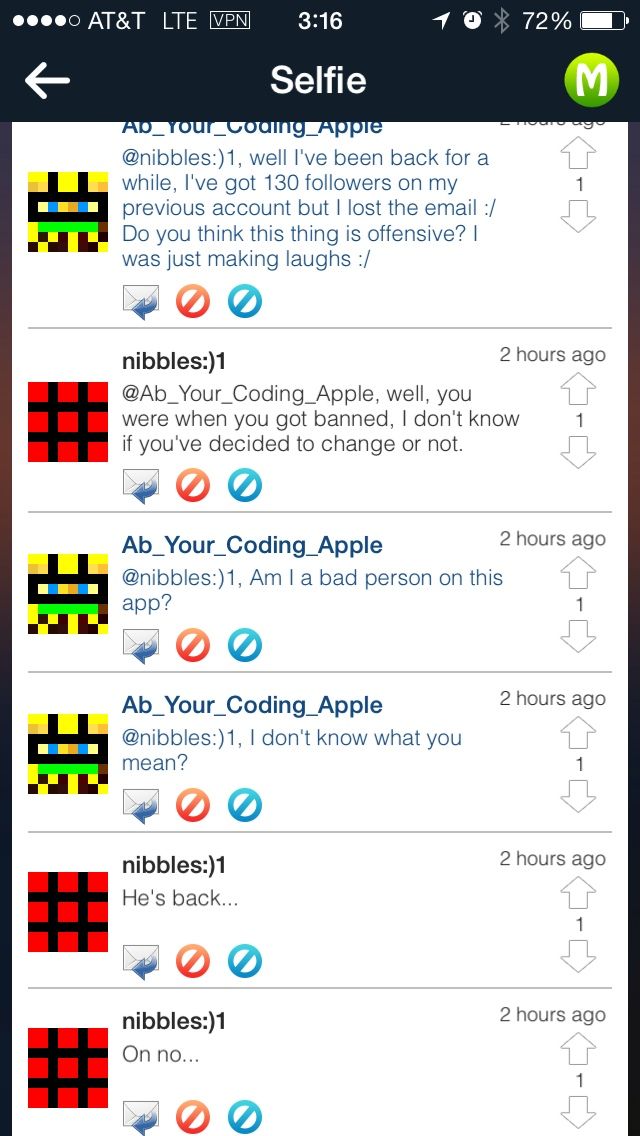 AT&T LTE VPN 3:16 72%
Selfie
M
Ab_Your_Coding_Apple
2 hours ago
@nibbles:)1, well I've been back for a
while, I've got 130 followers on my
previous account but I lost the email :/
Do you think this thing is offensive? I
was just making laughs :/
1
nibbles:)1
2 hours ago
@Ab_Your_Coding_Apple, well, you
were when you got banned, I don't know
if you've decided to change or not.
1
Ab_Your_Coding_Apple
2 hours ago
@nibbles:)1, Am I a bad person on this
app?
1
Ab_Your_Coding_Apple
2 hours ago
@nibbles:)1, I don't know what you
mean?
1
nibbles:)1
2 hours ago
He's back...
1
nibbles:)1
2 hours ago
On no...
1